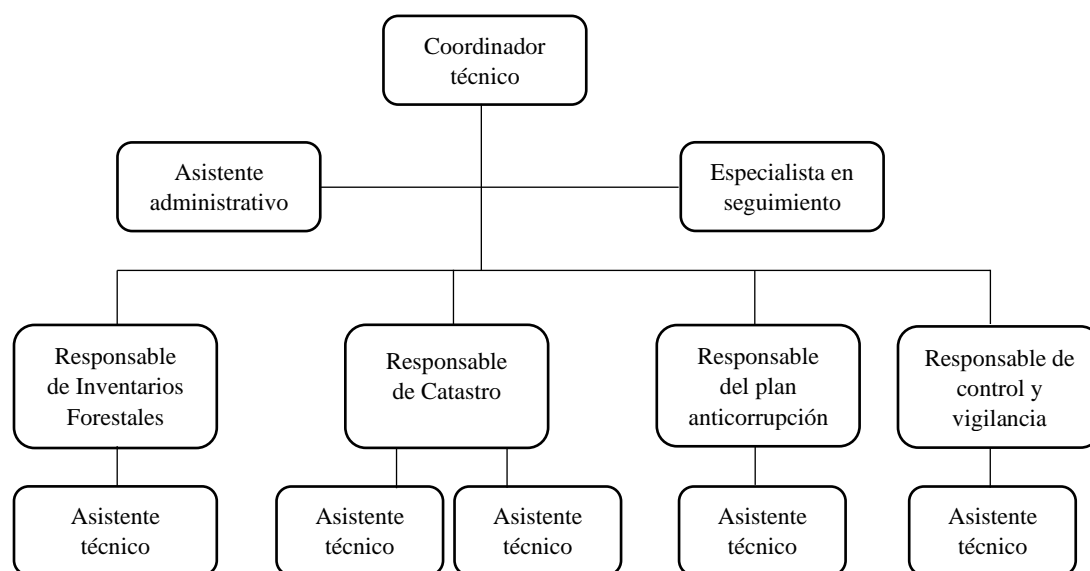 Coordinador
técnico
Asistente
administrativo
Especialista en
seguimiento
Responsable
de Inventarios
Forestales
Responsable
de Catastro
Responsable
del plan
anticorrupción
Responsable de
control y
vigilancia
Asistente
técnico
Asistente
técnico
Asistente
técnico
Asistente
técnico
Asistente
técnico